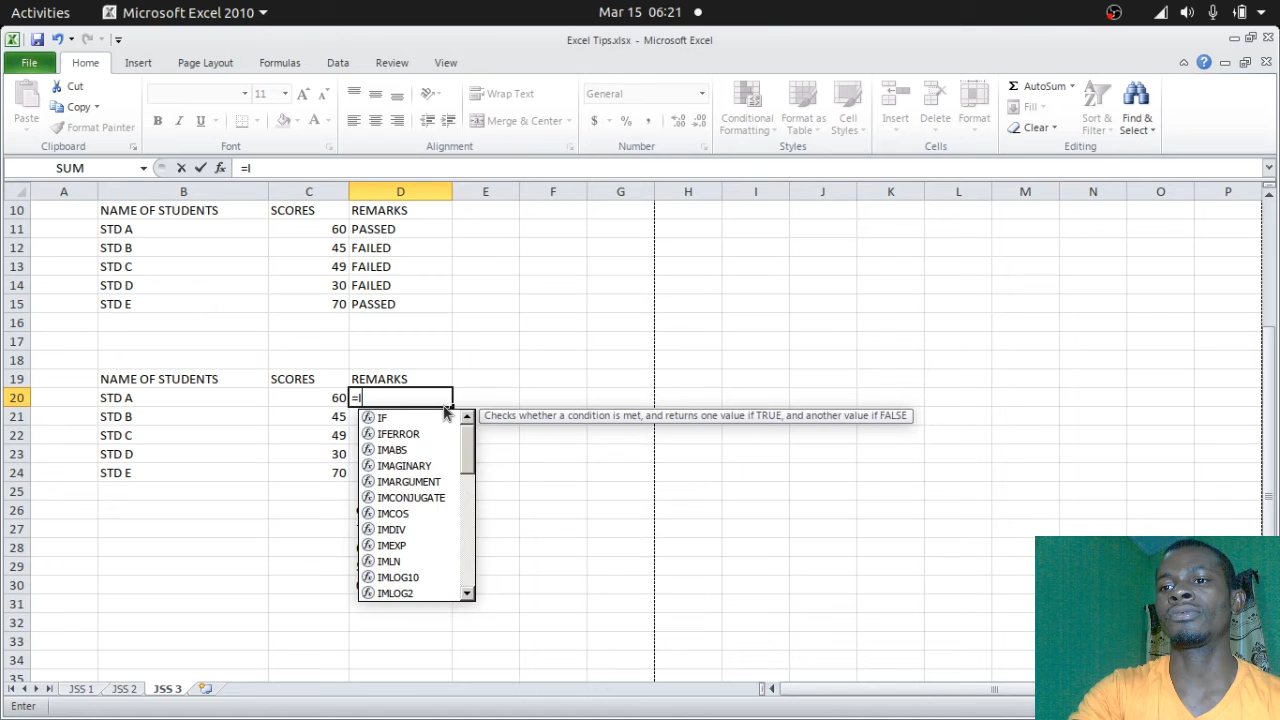 Activities Microsoft Excel 2010 Mar 15 06:21
Excel Tips.xlsx - Microsoft Excel
File Home Insert Page Layout Formulas Data Review View
Paste Cut Copy Format Painter
Clipboard
11
B I U A A A
Font
Wrap Text
Merge & Center
Alignment
General
$ % ,
Number
Conditional Formatting Format as Table Cell Styles
Styles
Insert Delete Format
Cells
Σ AutoSum
Fill
Clear
Sort & Filter Find & Select
Editing
SUM fx =I
A B C D E F G H I J K L M N O P
10 NAME OF STUDENTS SCORES REMARKS
11 STD A 60 PASSED
12 STD B 45 FAILED
13 STD C 49 FAILED
14 STD D 30 FAILED
15 STD E 70 PASSED
16
17
18
19 NAME OF STUDENTS SCORES REMARKS
20 STD A 60 =I
21 STD B 45
22 STD C 49
23 STD D 30
24 STD E 70
25
26
27
28
29
30
31
32
33
34
35
IF
IFERROR
IMABS
IMAGINARY
IMARGUMENT
IMCONJUGATE
IMCOS
IMDIV
IMEXP
IMLN
IMLOG10
IMLOG2
Checks whether a condition is met, and returns one value if TRUE, and another value if FALSE
JSS 1 JSS 2 JSS 3
Enter